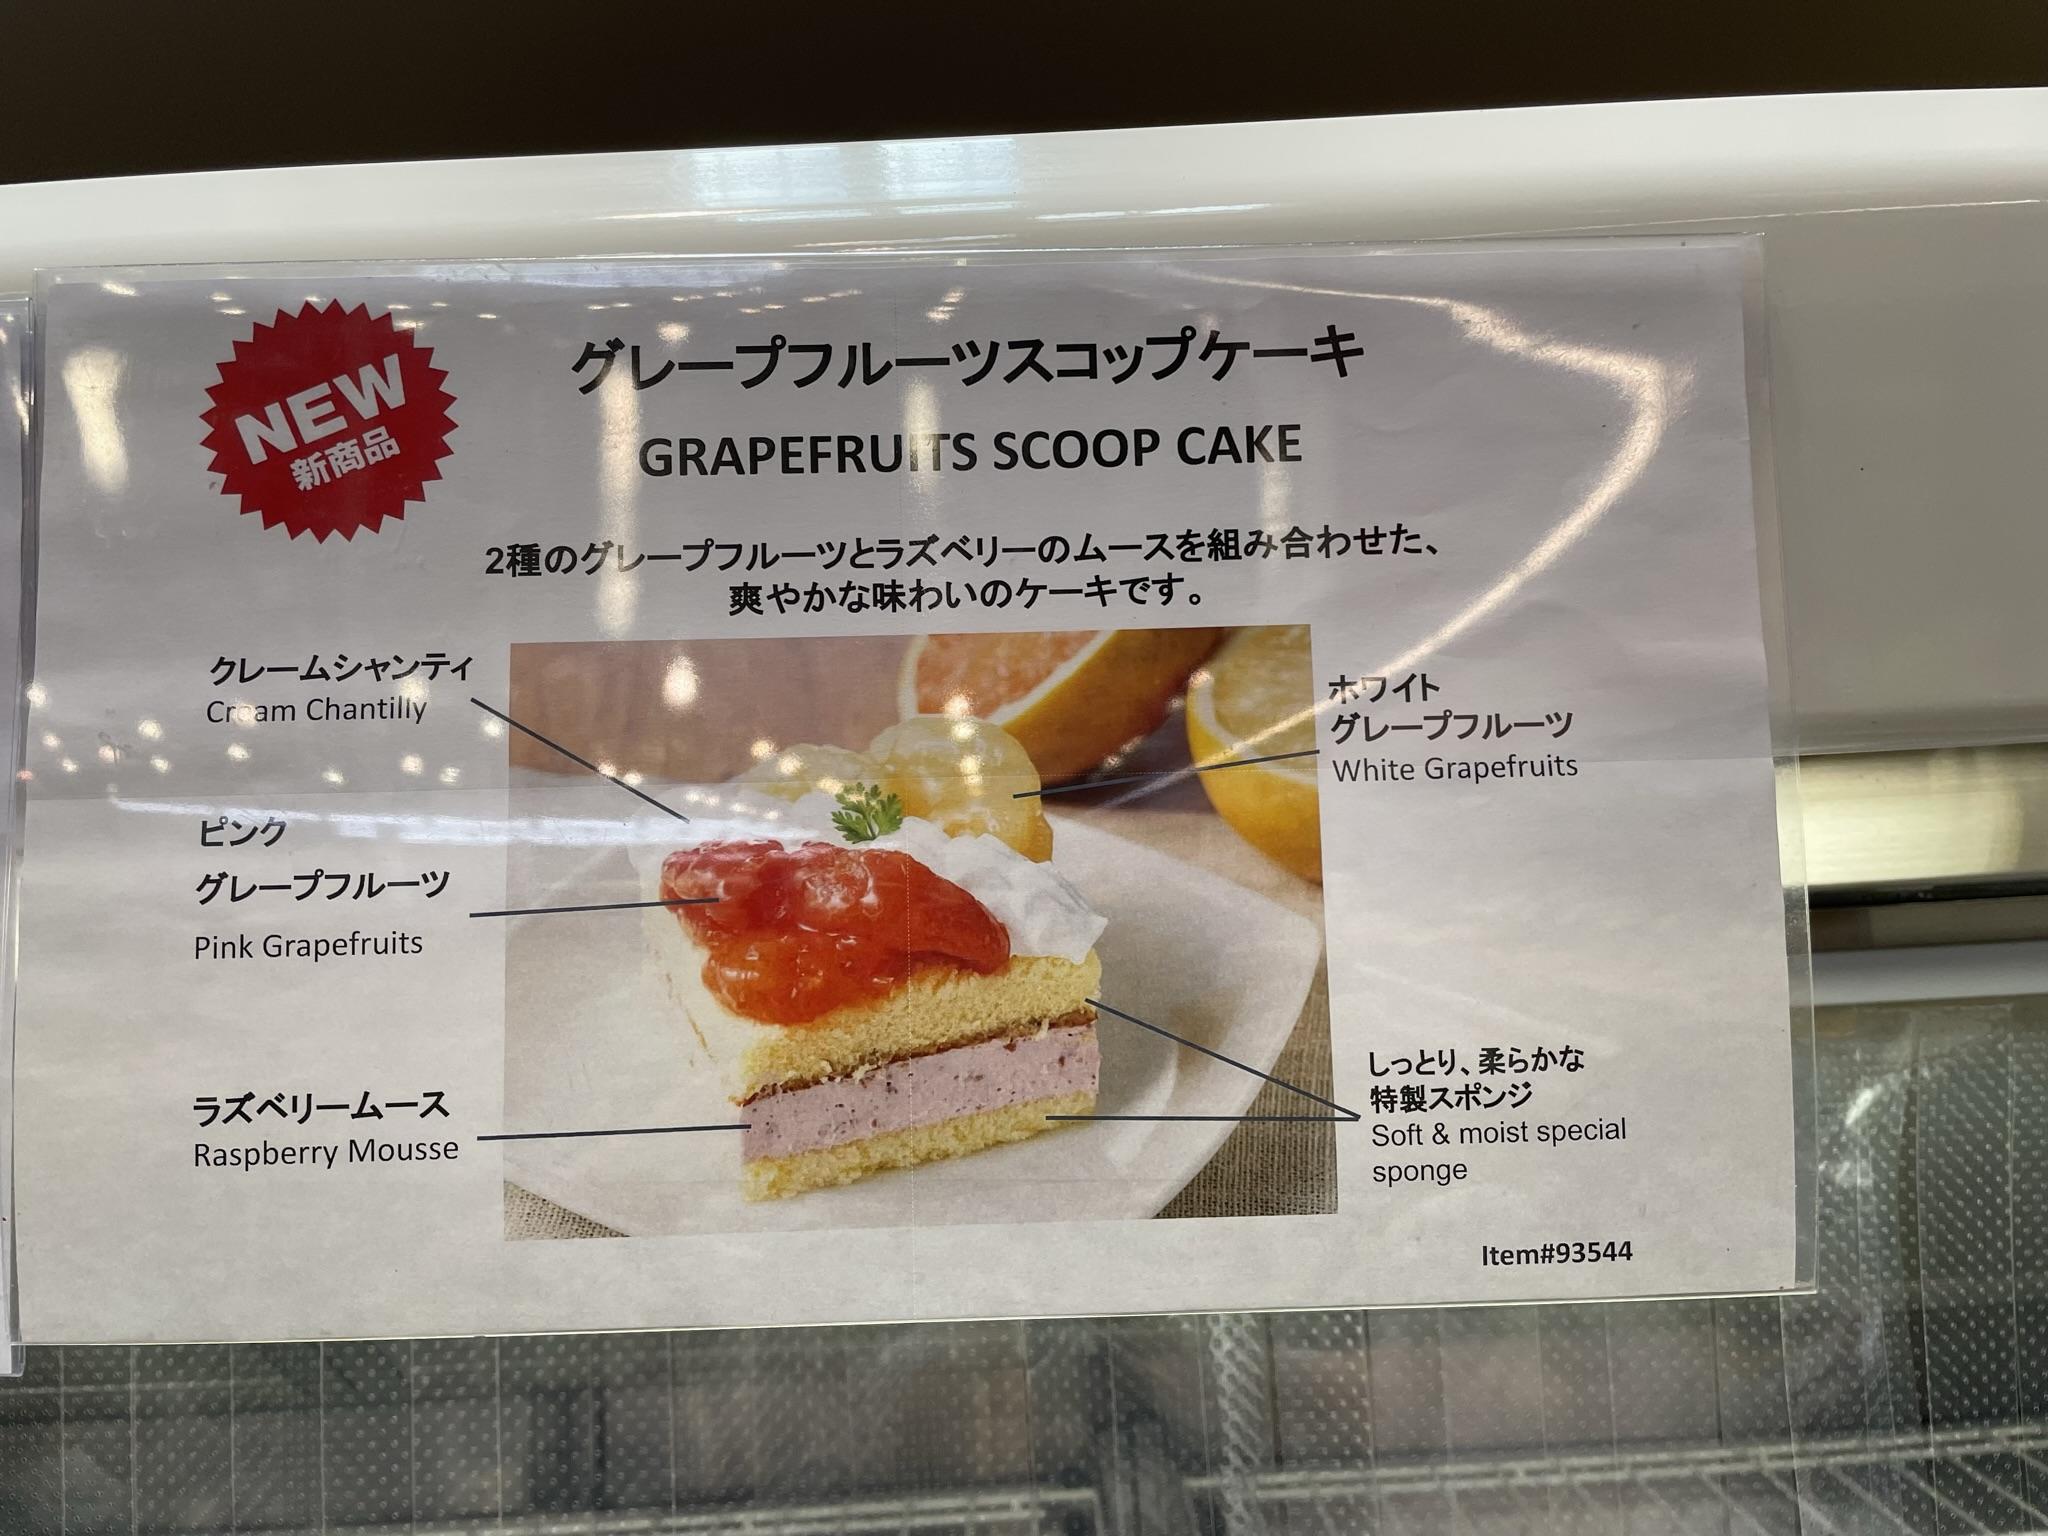 NEW
新商品
グレープフルーツスコップケーキ
GRAPEFRUITS SCOOP CAKE
2種のグレープフルーツとラズベリーのムースを組み合わせた、
爽やかな味わいのケーキです。
クレームシャンティ
Cream Chantilly
ホワイト
グレープフルーツ
White Grapefruits
ピンク
グレープフルーツ
Pink Grapefruits
ラズベリームース
Raspberry Mousse
しっとり、柔らかな
特製スポンジ
Soft & moist special
sponge
Item#93544